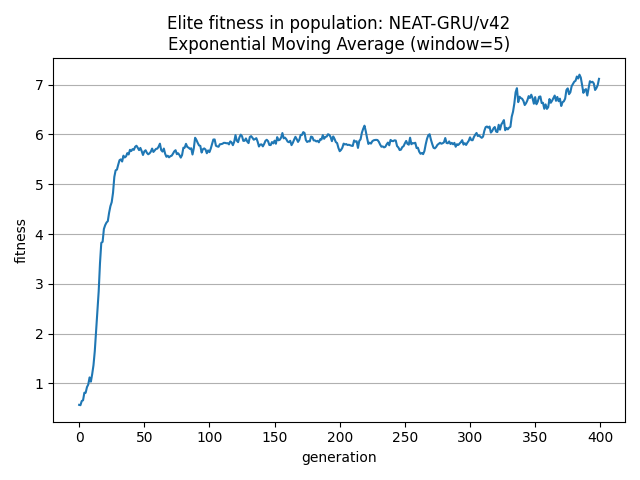 Elite fitness in population: NEAT-GRU/v42
Exponential Moving Average (window=5)
fitness
7
6
5
4
3
2
1
0 50 100 150 200 250 300 350 400
generation